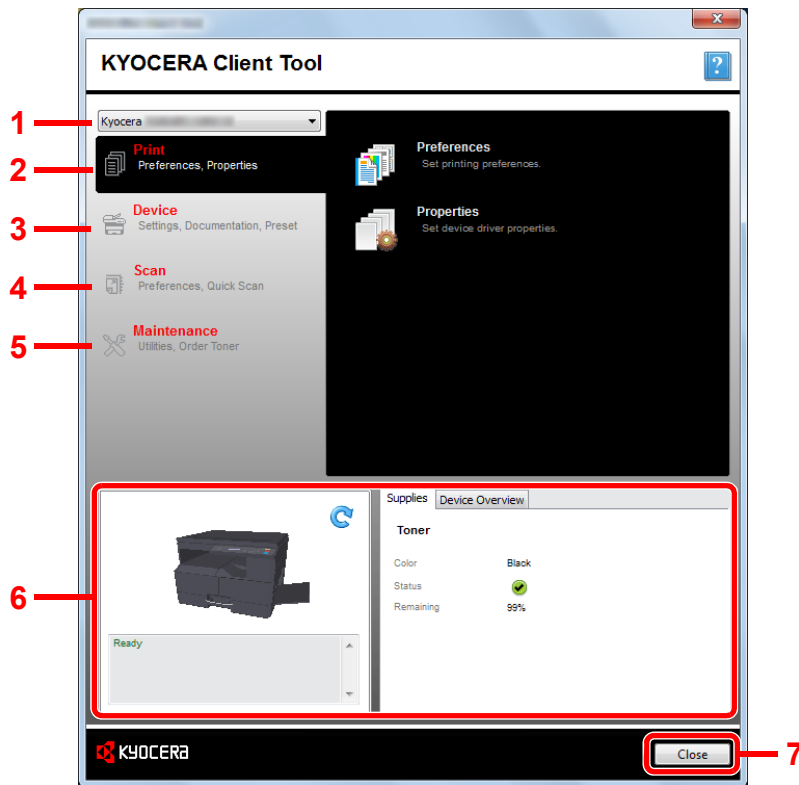 KYOCERA Client Tool
?
1
Kyocera
2
Print
Preferences, Properties
3
Device
Settings, Documentation, Preset
4
Scan
Preferences, Quick Scan
5
Maintenance
Utilities, Order Toner
Preferences
Set printing preferences.
Properties
Set device driver properties.
6
Ready
Supplies
Device Overview
Toner
Color Black
Status
Remaining 99%
KYOCERA
Close
7